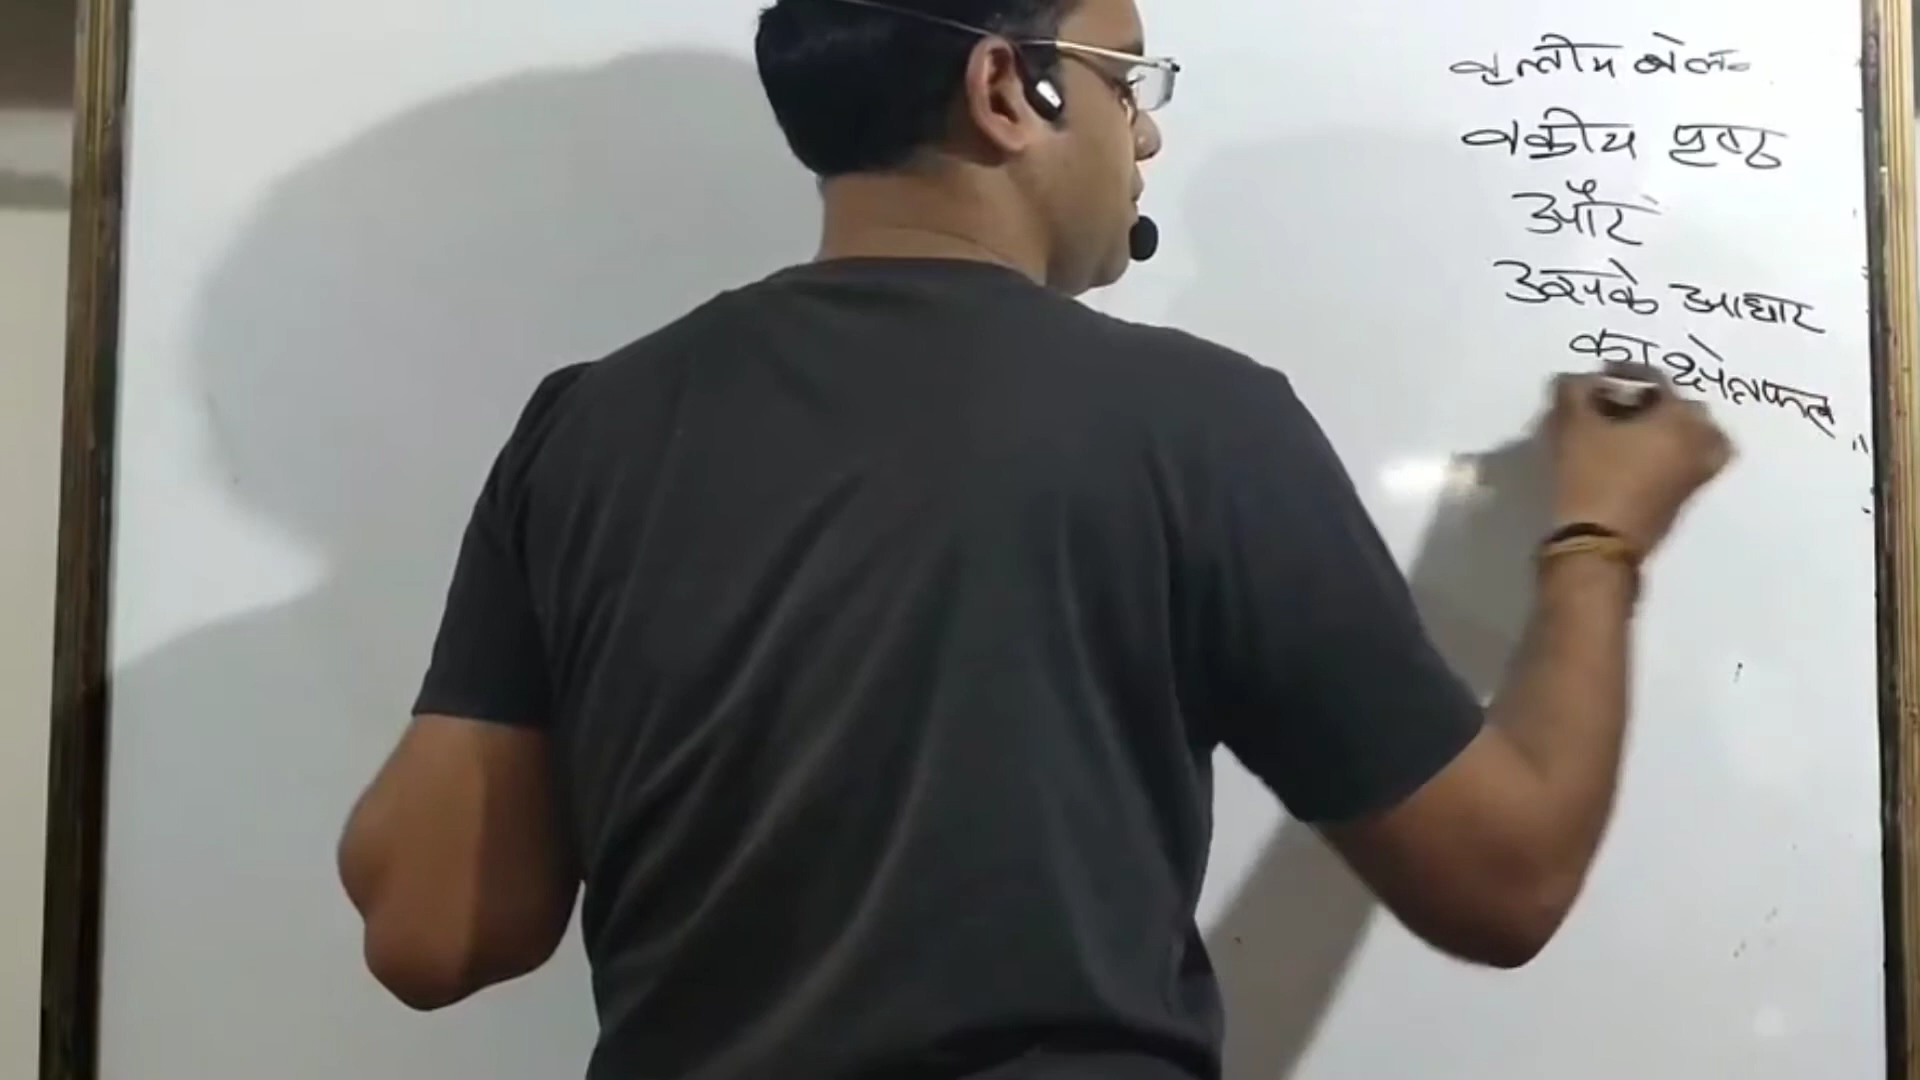 वृत्तीय बेलन
वक्रीय पृष्ठ
और
उसके आधार
का क्षेत्रफल